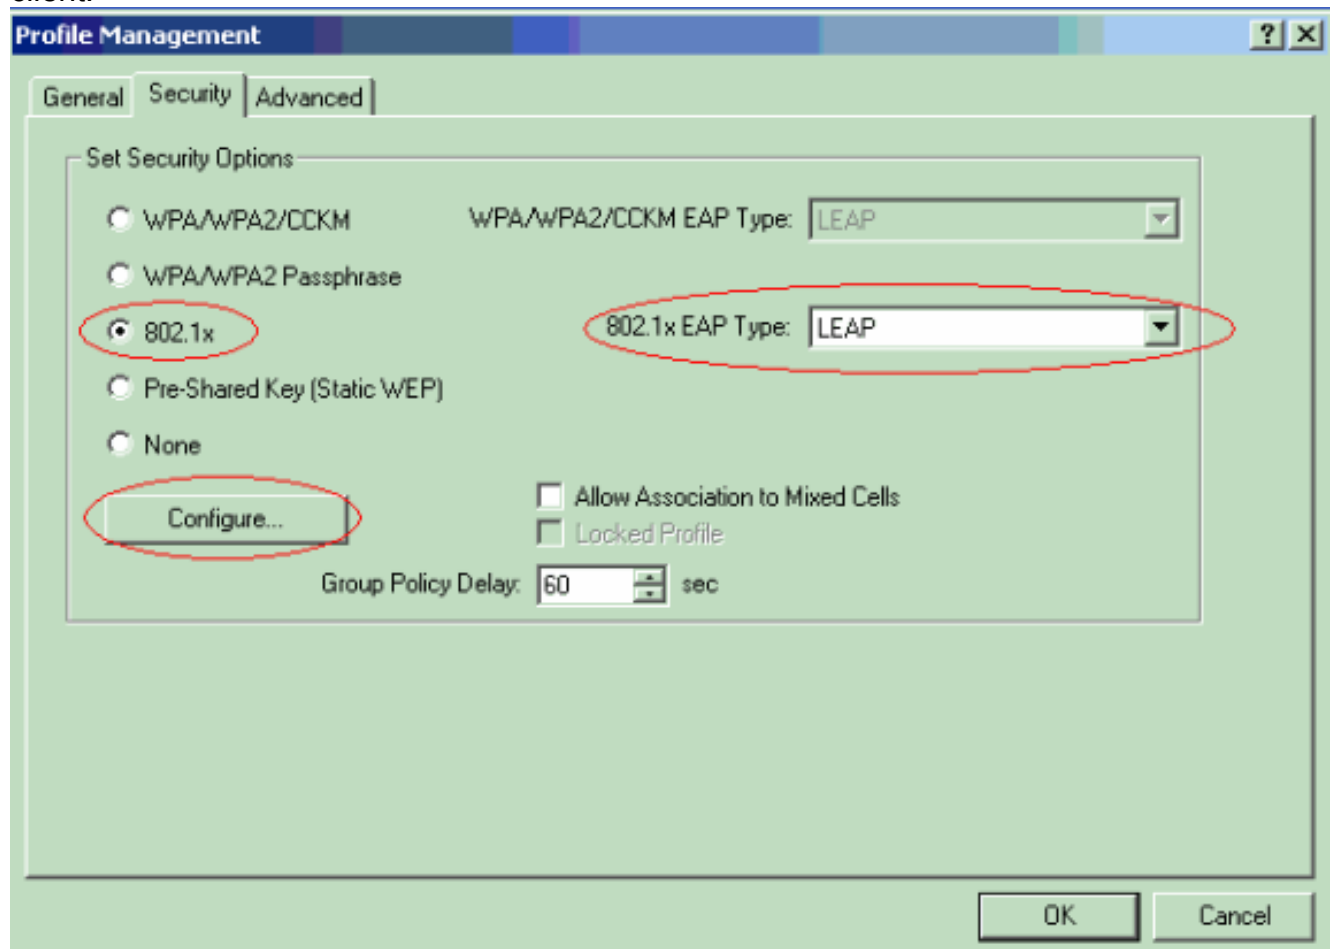 client.
Profile Management
General Security Advanced
Set Security Options
WPA/WPA2/CCKM WPA/WPA2/CCKM EAP Type: LEAP
WPA/WPA2 Passphrase
802.1x 802.1x EAP Type: LEAP
Pre-Shared Key (Static WEP)
None
Configure... Allow Association to Mixed Cells
Locked Profile
Group Policy Delay: 60 sec
OK Cancel